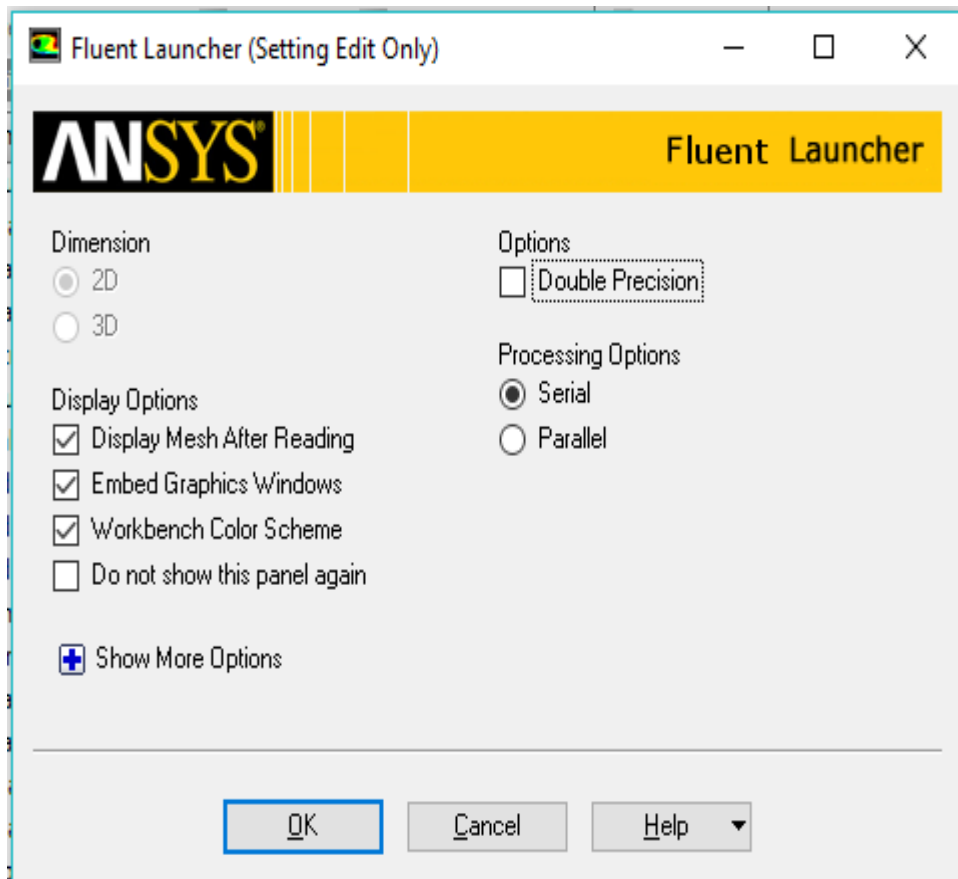 Fluent Launcher (Setting Edit Only)
ANSYS®
Fluent Launcher
Dimension
2D
3D
Display Options
Display Mesh After Reading
Embed Graphics Windows
Workbench Color Scheme
Do not show this panel again
Show More Options
Options
Double Precision
Processing Options
Serial
Parallel
OK
Cancel
Help